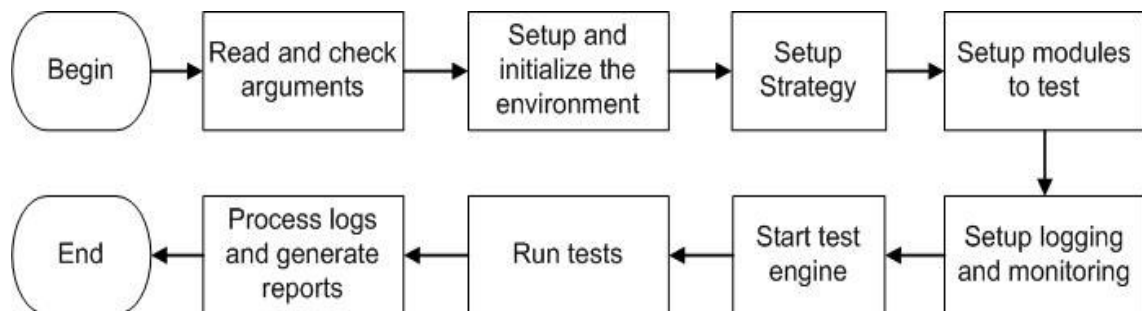 Begin
Read and check
arguments
Setup and
initialize the
environment
Setup
Strategy
Setup modules
to test
Setup logging
and monitoring
Start test
engine
Run tests
Process logs
and generate
reports
End